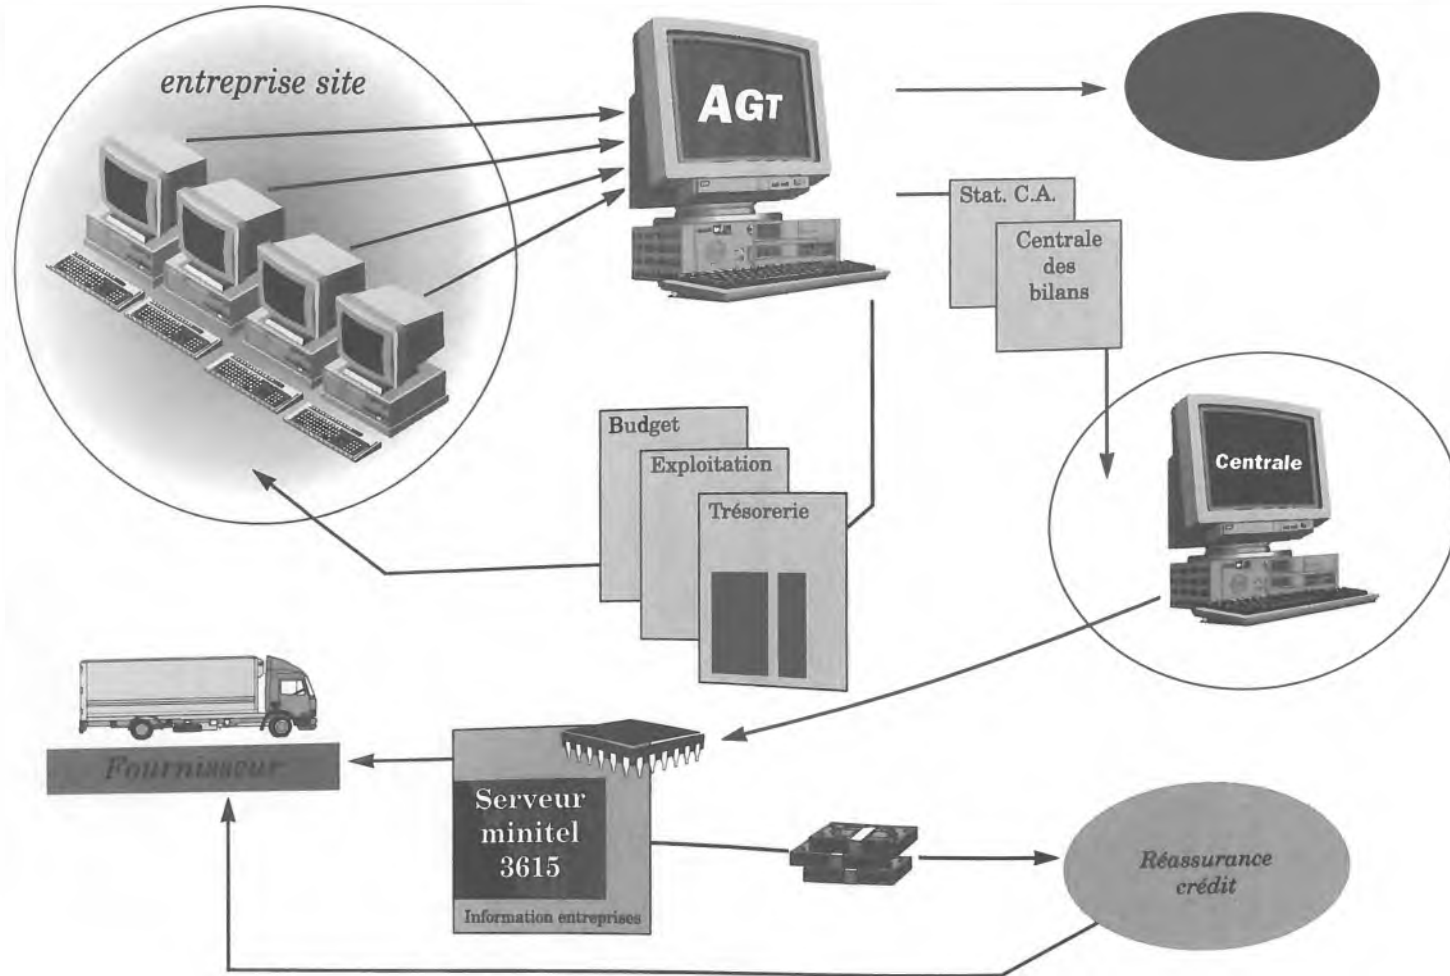 entreprise site
AGT
Stat. C.A.
Centrale
des
bilans
Budget
Exploitation
Trésorerie
Centrale
Fournisseur
Serveur
minitel
3615
Information entreprises
Réassurance
crédit